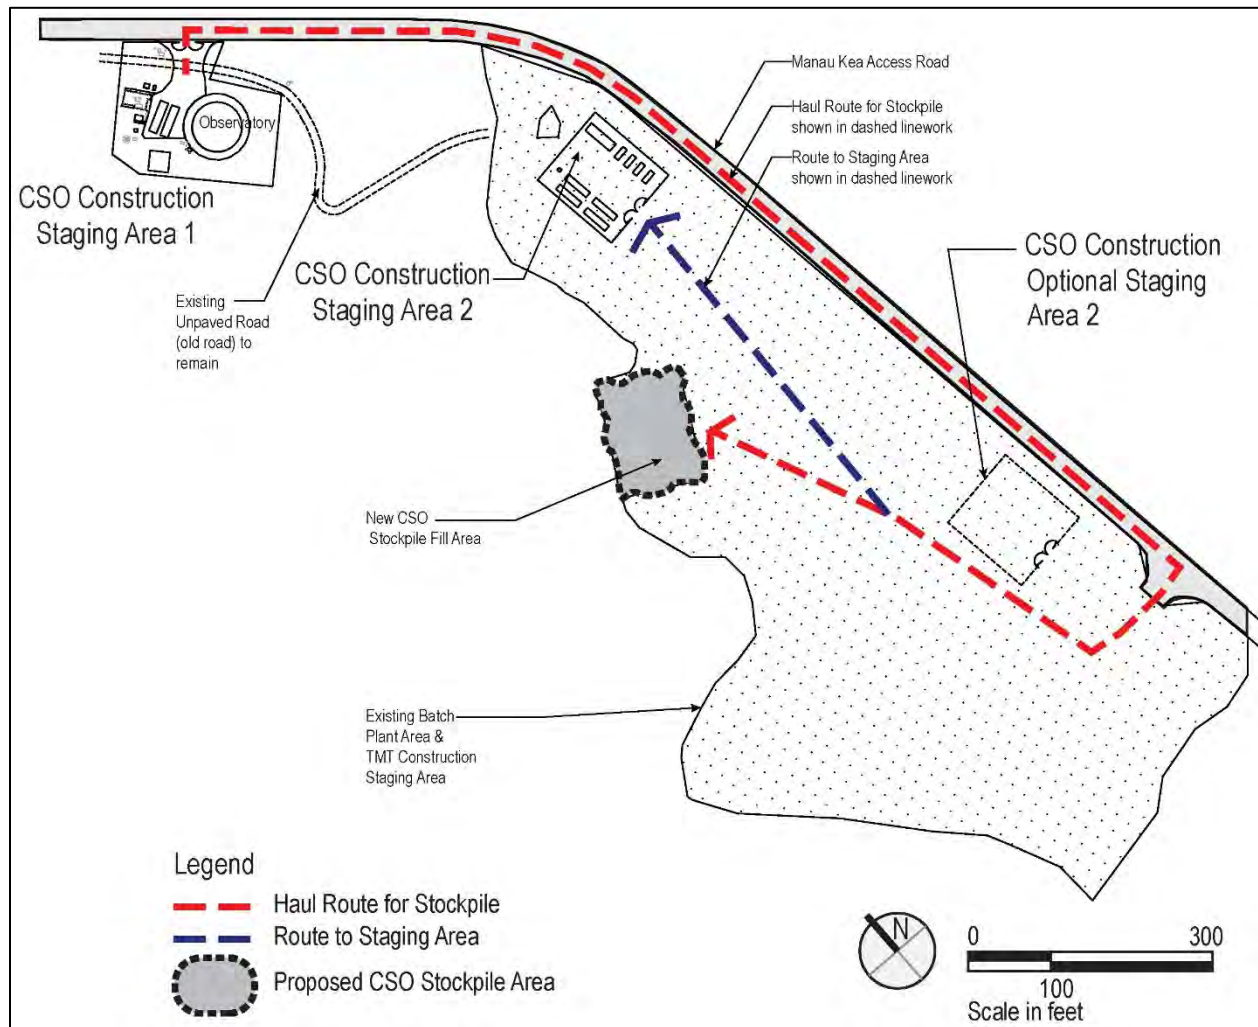 Manau Kea Access Road
Haul Route for Stockpile
shown in dashed linework
Route to Staging Area
shown in dashed linework
Observatory
CSO Construction
Staging Area 1
CSO Construction
Staging Area 2
CSO Construction
Optional Staging
Area 2
Existing
Unpaved Road
(old road) to
remain
New CSO
Stockpile Fill Area
Existing Batch
Plant Area &
TMT Construction
Staging Area
Legend
Haul Route for Stockpile
Route to Staging Area
Proposed CSO Stockpile Area
N
0 300
100
Scale in feet